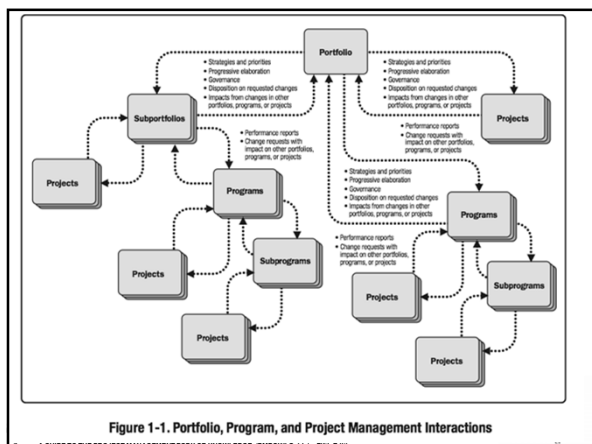 Portfolio
• Strategies and priorities
• Progressive elaboration
• Governance
• Disposition on requested changes
• Impacts from changes in other
portfolios, programs, or projects
• Strategies and priorities
• Progressive elaboration
• Governance
• Disposition on requested changes
• Impacts from changes in other
portfolios, programs, or projects
Subportfolios
Projects
• Performance reports
• Change requests with
impact on other portfolios,
programs, or projects
• Performance reports
• Change requests with
impact on other portfolios,
programs, or projects
Projects
Programs
• Strategies and priorities
• Progressive elaboration
• Governance
• Disposition on requested changes
• Impacts from changes in other
portfolios, programs, or projects
Programs
• Performance reports
• Change requests with
impact on other portfolios,
programs, or projects
Projects
Subprograms
Projects
Subprograms
Projects
Projects
Figure 1-1. Portfolio, Program, and Project Management Interactions